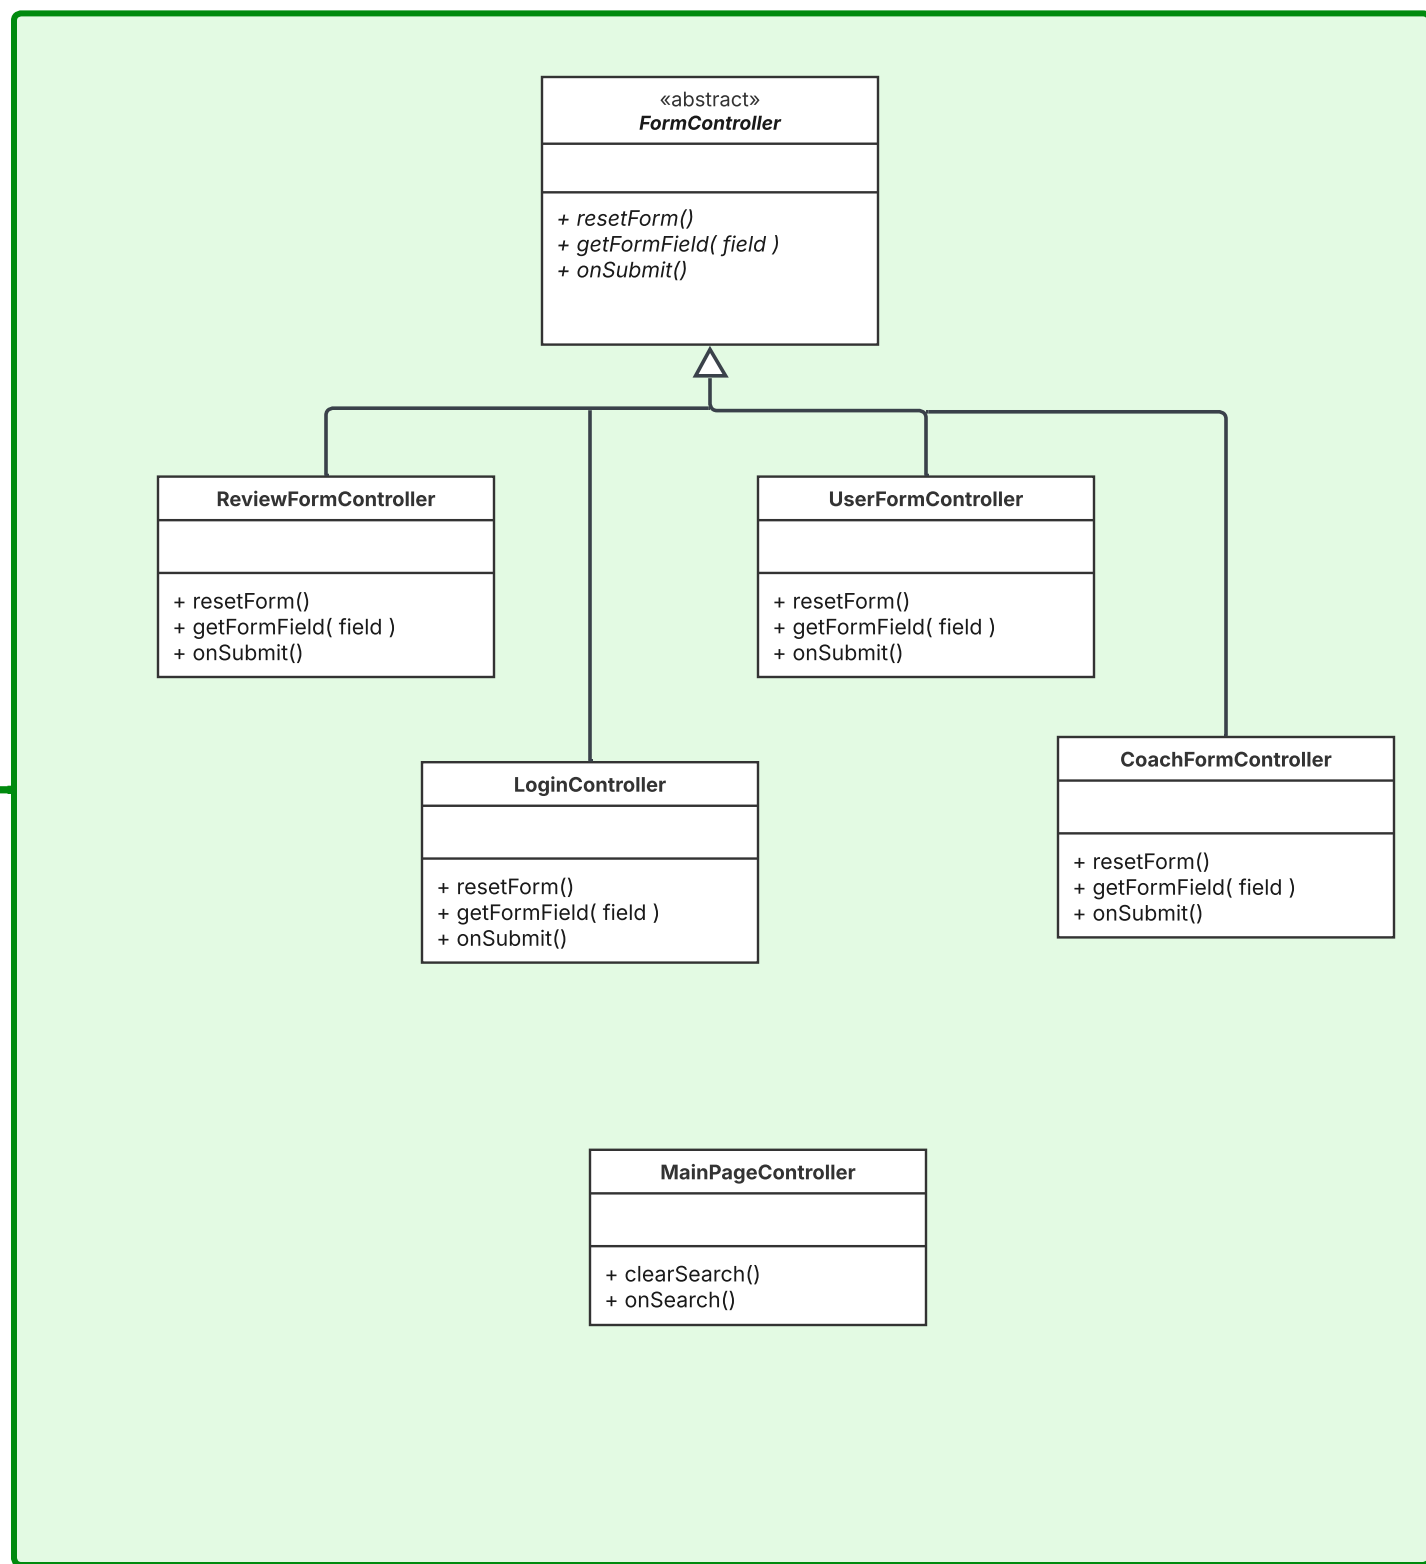 «abstract»
FormController
+ resetForm()
+ getFormField( field )
+ onSubmit()
ReviewFormController
+ resetForm()
+ getFormField( field )
+ onSubmit()
UserFormController
+ resetForm()
+ getFormField( field )
+ onSubmit()
LoginController
+ resetForm()
+ getFormField( field )
+ onSubmit()
CoachFormController
+ resetForm()
+ getFormField( field )
+ onSubmit()
MainPageController
+ clearSearch()
+ onSearch()